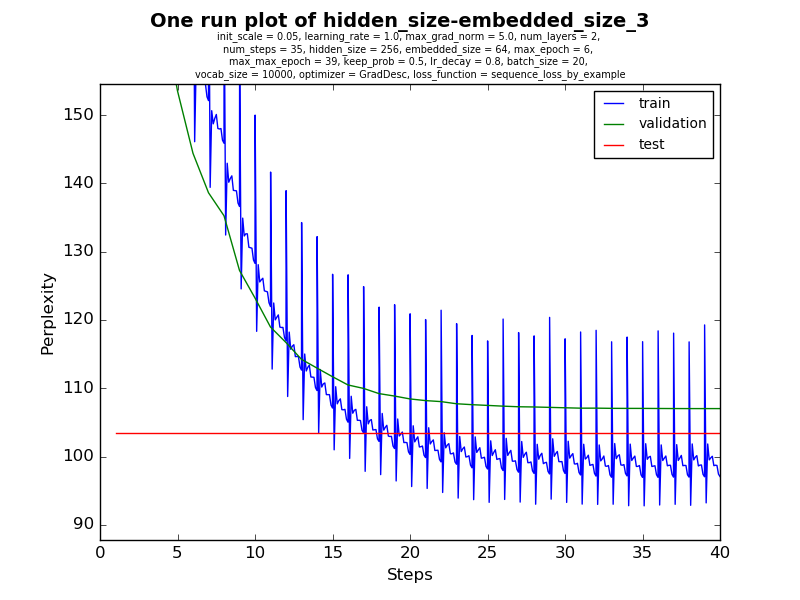 One run plot of hidden_size-embedded_size_3
init_scale = 0.05, learning_rate = 1.0, max_grad_norm = 5.0, num_layers = 2,
num_steps = 35, hidden_size = 256, embedded_size = 64, max_epoch = 6,
max_max_epoch = 39, keep_prob = 0.5, lr_decay = 0.8, batch_size = 20,
vocab_size = 10000, optimizer = GradDesc, loss_function = sequence_loss_by_example
train
validation
test
150
140
130
120
110
100
90
Perplexity
0 5 10 15 20 25 30 35 40
Steps